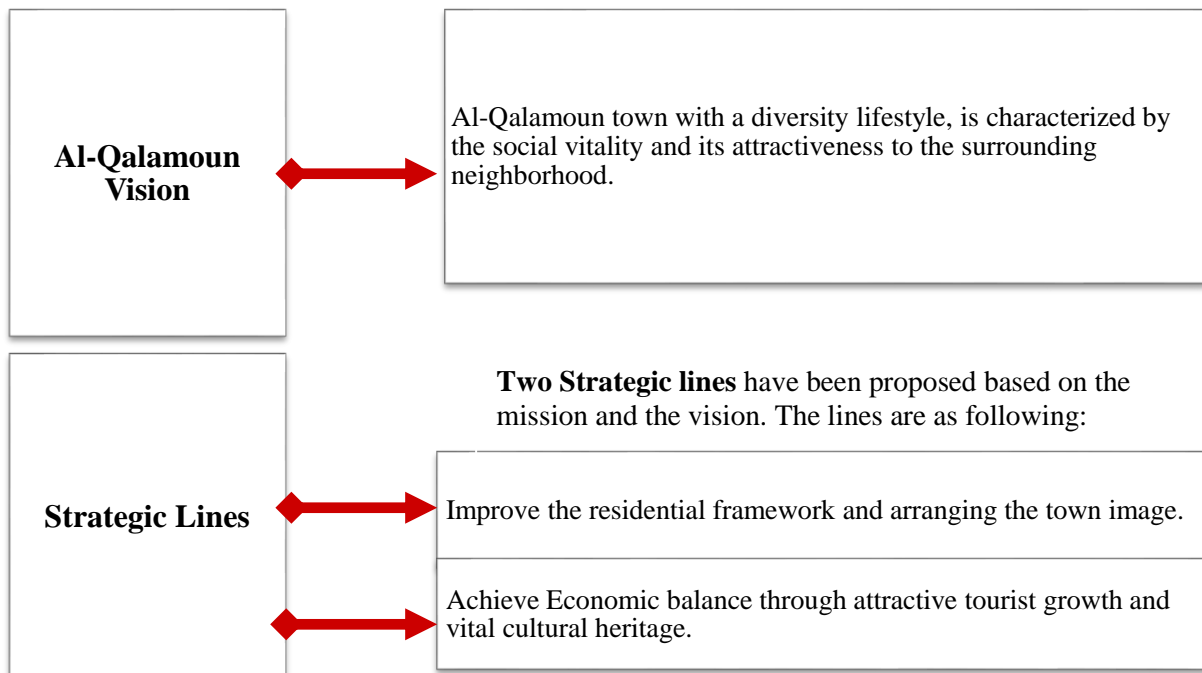 Al-Qalamoun
Vision
Al-Qalamoun town with a diversity lifestyle, is characterized by
the social vitality and its attractiveness to the surrounding
neighborhood.
Two Strategic lines have been proposed based on the
mission and the vision. The lines are as following:
Strategic Lines
Improve the residential framework and arranging the town image.
Achieve Economic balance through attractive tourist growth and
vital cultural heritage.